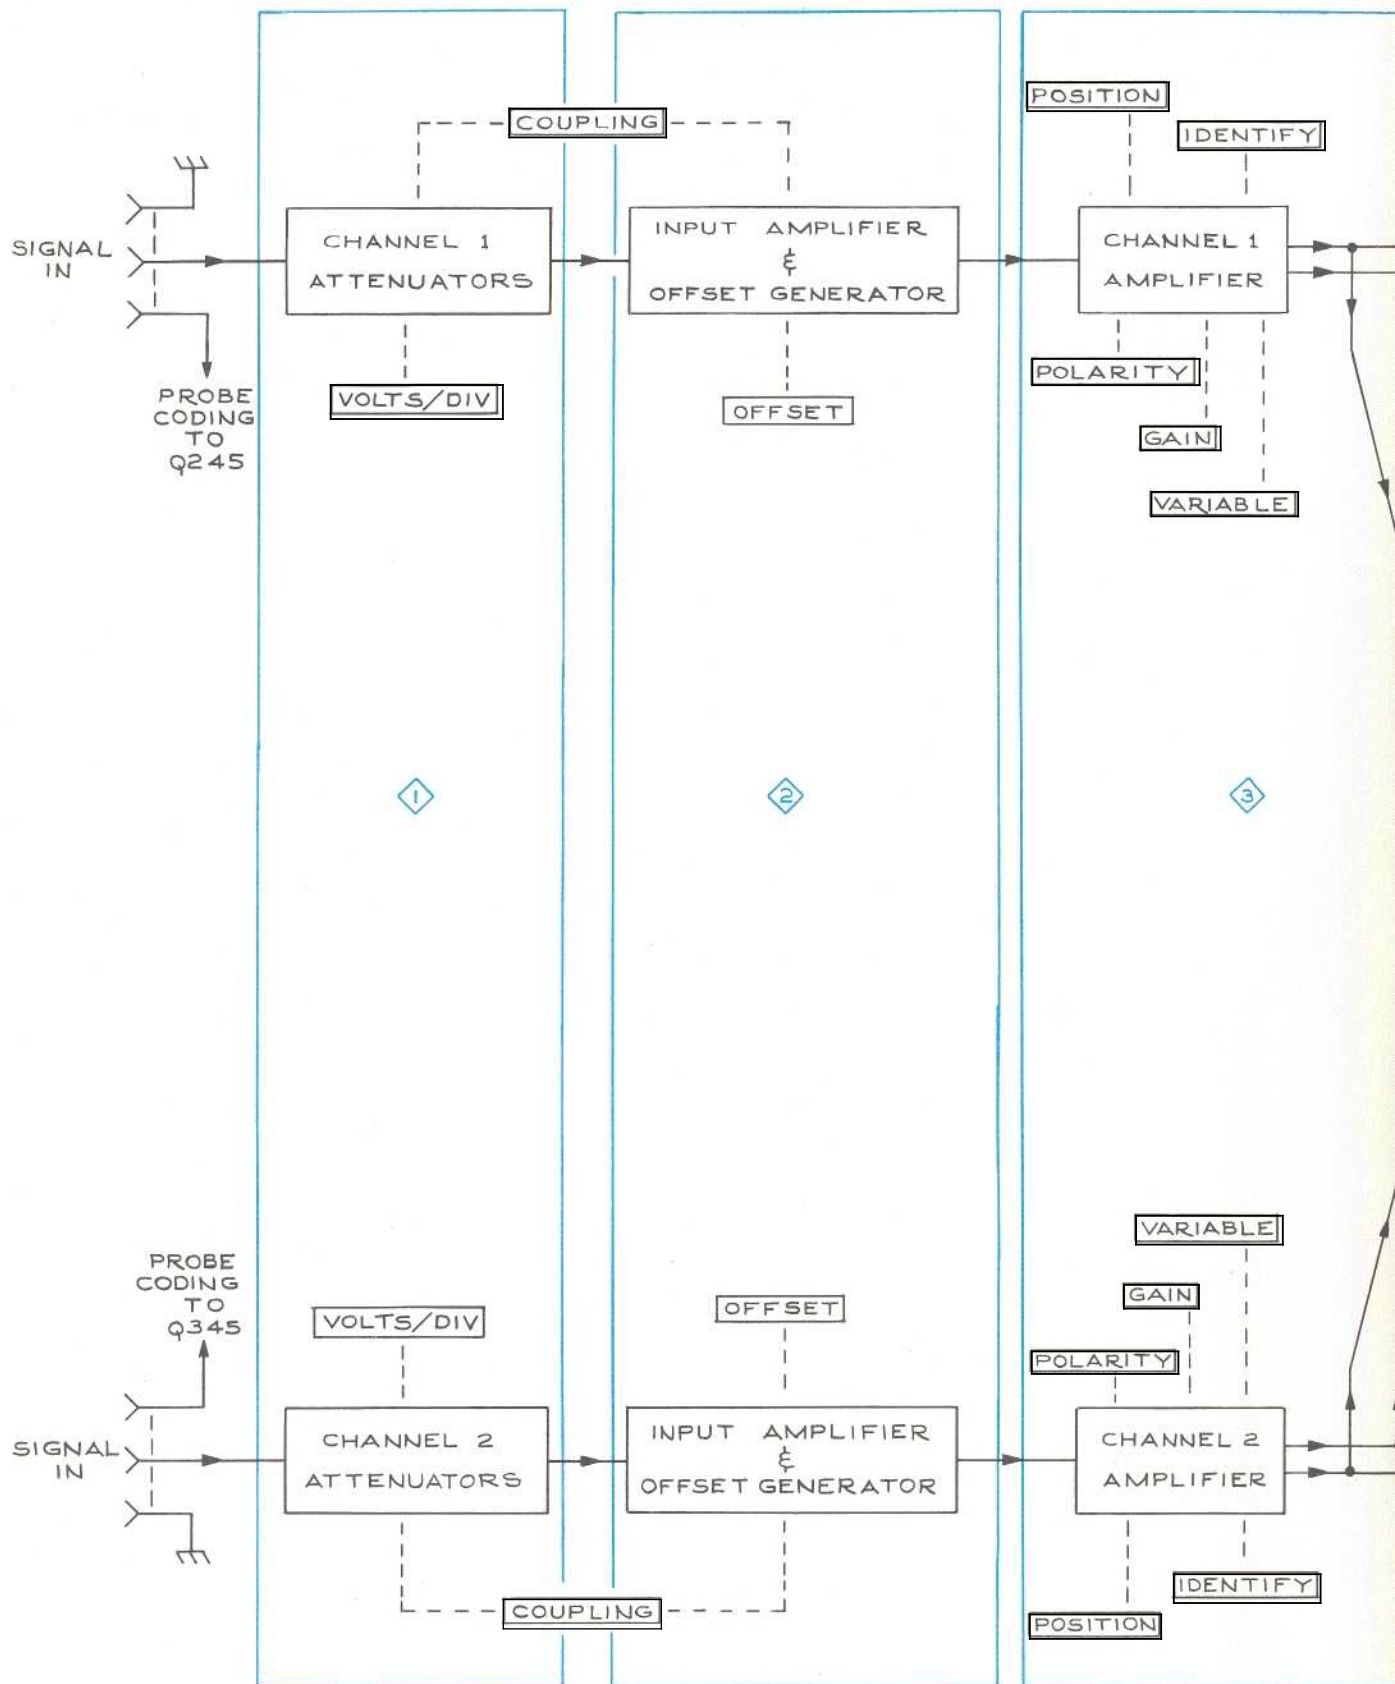 POSITION
COUPLING
IDENTIFY
SIGNAL
IN
CHANNEL 1
ATTENUATORS
INPUT AMPLIFIER
&
OFFSET GENERATOR
CHANNEL 1
AMPLIFIER
PROBE
CODING
TO
Q245
VOLTS/DIV
OFFSET
POLARITY
GAIN
VARIABLE
1
2
3
VARIABLE
PROBE
CODING
TO
Q345
VOLTS/DIV
OFFSET
GAIN
POLARITY
SIGNAL
IN
CHANNEL 2
ATTENUATORS
INPUT AMPLIFIER
&
OFFSET GENERATOR
CHANNEL 2
AMPLIFIER
COUPLING
IDENTIFY
POSITION